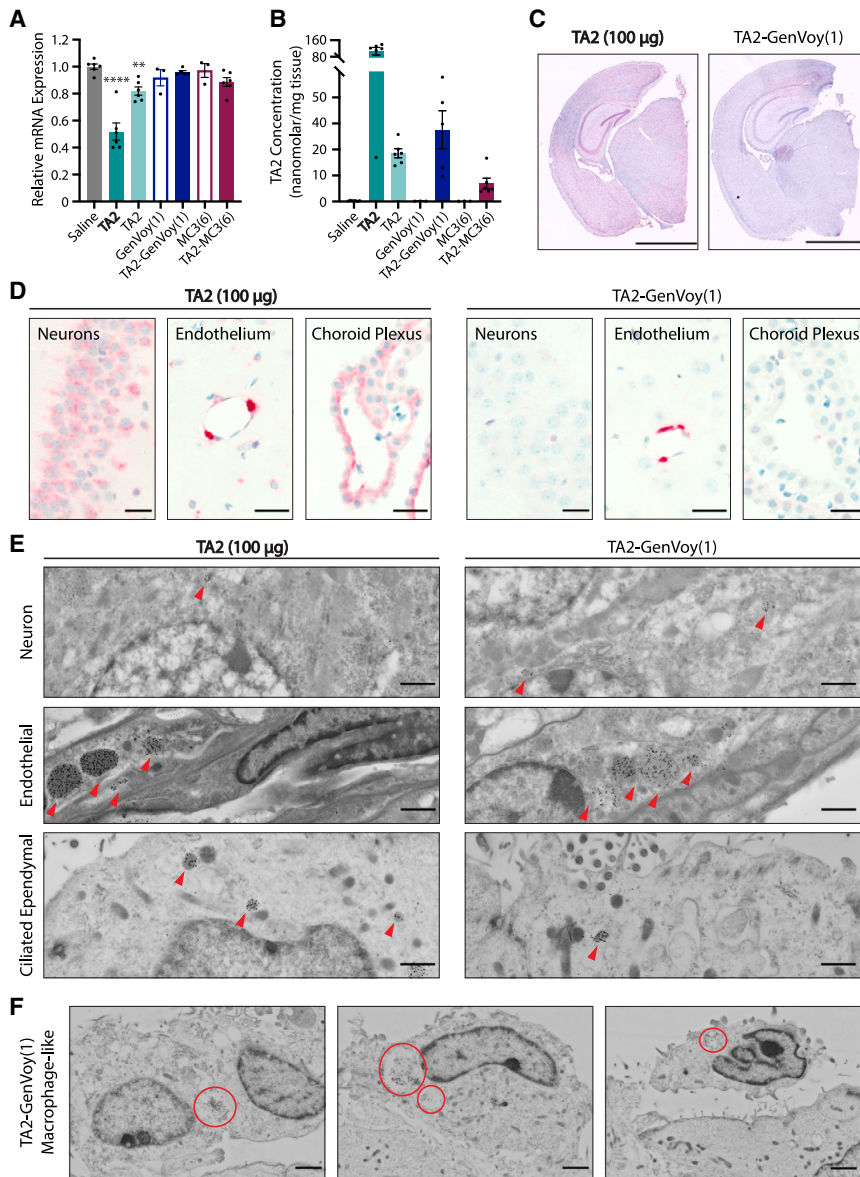 A
Relative mRNA Expression
1.2
1.0
0.8
0.6
0.4
0.2
0
****
**
Saline
TA2
TA2
GenVoy(1)
TA2-GenVoy(1)
MC3(6)
TA2-MC3(6)
B
TA2 Concentration
(nanomolar/mg tissue)
160
80
60
40
20
0
Saline
TA2
TA2
GenVoy(1)
TA2-GenVoy(1)
MC3(6)
TA2-MC3(6)
C
TA2 (100 μg)
TA2-GenVoy(1)
D
TA2 (100 μg)
TA2-GenVoy(1)
Neurons
Endothelium
Choroid Plexus
Neurons
Endothelium
Choroid Plexus
E
TA2 (100 μg)
TA2-GenVoy(1)
Neuron
Endothelial
Ciliated Ependymal
F
TA2-GenVoy(1)
Macrophage-like